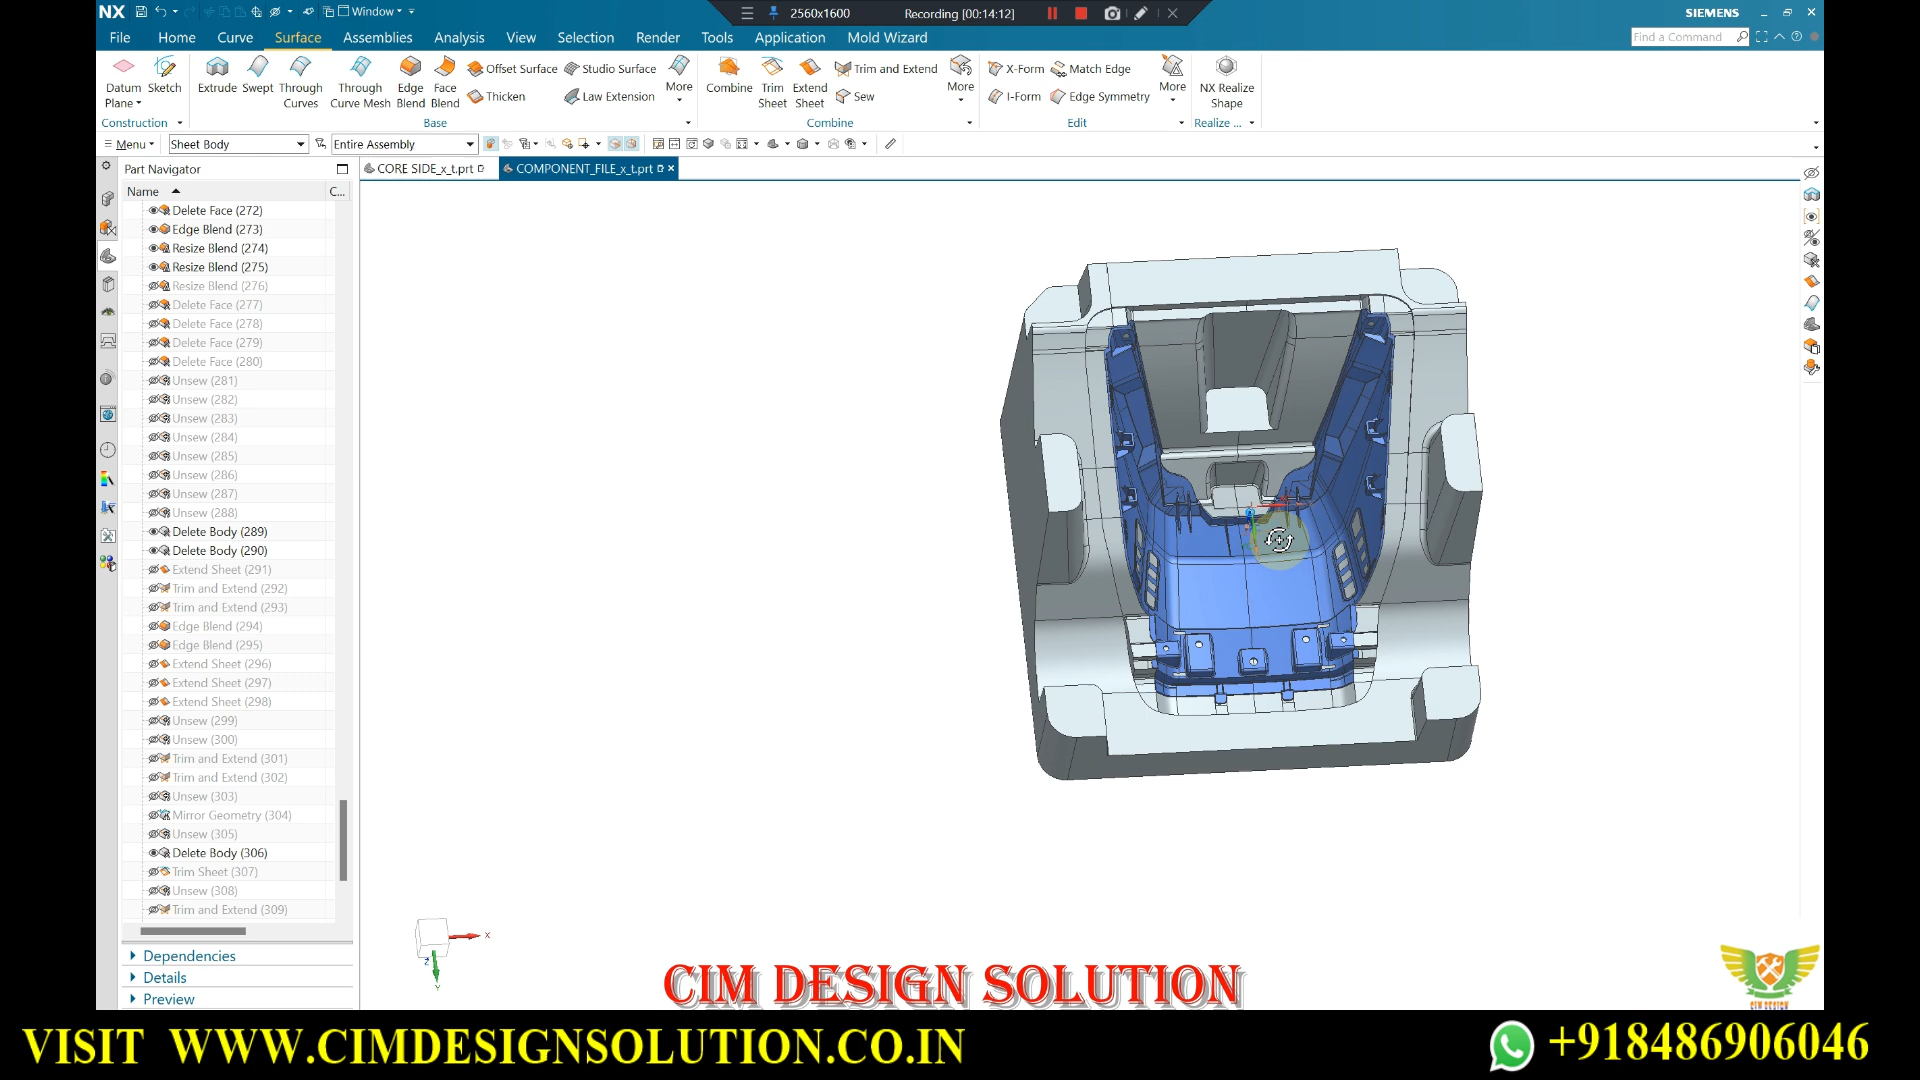 NX
Window
2560x1600
Recording [00:14:12]
SIEMENS
File Home Curve Surface Assemblies Analysis View Selection Render Tools Application Mold Wizard
Find a Command
Datum Plane
Sketch
Extrude
Swept
Through Curves
Through Curve Mesh
Edge Blend
Face Blend
Offset Surface
Thicken
Studio Surface
Law Extension
More
Combine
Trim Sheet
Extend Sheet
Trim and Extend
Sew
More
X-Form
I-Form
Match Edge
Edge Symmetry
More
NX Realize Shape
Construction
Base
Combine
Edit
Realize ...
Menu
Sheet Body
Entire Assembly
Part Navigator
CORE SIDE_x_t.prt
COMPONENT_FILE_x_t.prt
Name
C...
Delete Face (272)
Edge Blend (273)
Resize Blend (274)
Resize Blend (275)
Resize Blend (276)
Delete Face (277)
Delete Face (278)
Delete Face (279)
Delete Face (280)
Unsew (281)
Unsew (282)
Unsew (283)
Unsew (284)
Unsew (285)
Unsew (286)
Unsew (287)
Unsew (288)
Delete Body (289)
Delete Body (290)
Extend Sheet (291)
Trim and Extend (292)
Trim and Extend (293)
Edge Blend (294)
Edge Blend (295)
Extend Sheet (296)
Extend Sheet (297)
Extend Sheet (298)
Unsew (299)
Unsew (300)
Trim and Extend (301)
Trim and Extend (302)
Unsew (303)
Mirror Geometry (304)
Unsew (305)
Delete Body (306)
Trim Sheet (307)
Unsew (308)
Trim and Extend (309)
Dependencies
Details
Preview
X
Z
Y
CIM DESIGN SOLUTION
CIM DESIGN
VISIT WWW.CIMDESIGNSOLUTION.CO.IN
+918486906046